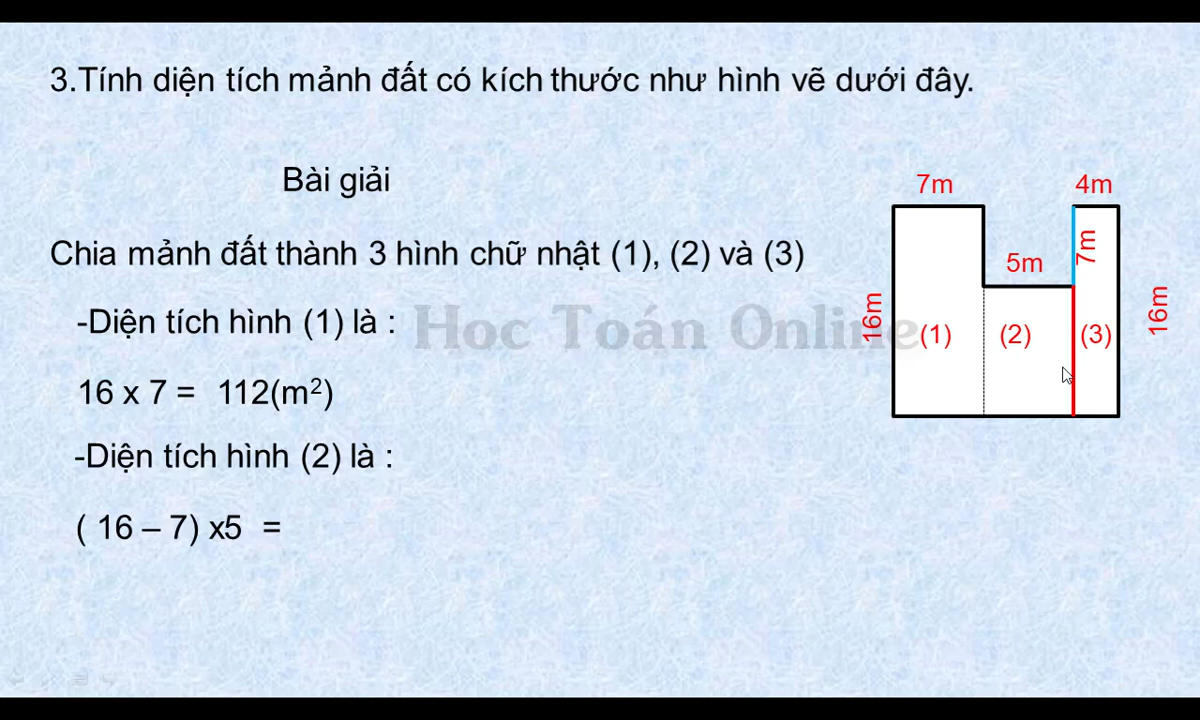 3.Tính diện tích mảnh đất có kích thước như hình vẽ dưới đây.
Bài giải
Chia mảnh đất thành 3 hình chữ nhật (1), (2) và (3)
-Diện tích hình (1) là :
16 x 7 = 112(m²)
-Diện tích hình (2) là :
( 16 – 7) x5 =
Học Toán Online
7m
4m
7m
5m
16m
16m
(1)
(2)
(3)